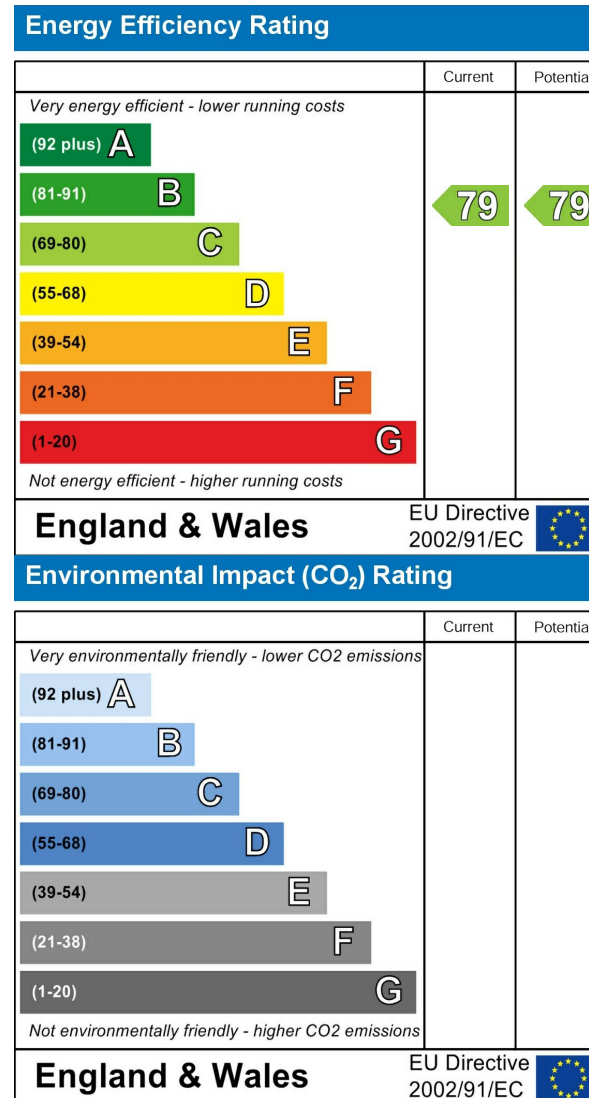 Energy Efficiency Rating
Current Potentia
Very energy efficient - lower running costs
(92 plus) A
(81-91) B
79 79
(69-80) C
(55-68) D
(39-54) E
(21-38) F
(1-20) G
Not energy efficient - higher running costs
England & Wales
EU Directive
2002/91/EC
Environmental Impact (CO₂) Rating
Current Potentia
Very environmentally friendly - lower CO2 emissions
(92 plus) A
(81-91) B
(69-80) C
(55-68) D
(39-54) E
(21-38) F
(1-20) G
Not environmentally friendly - higher CO2 emissions
England & Wales
EU Directive
2002/91/EC